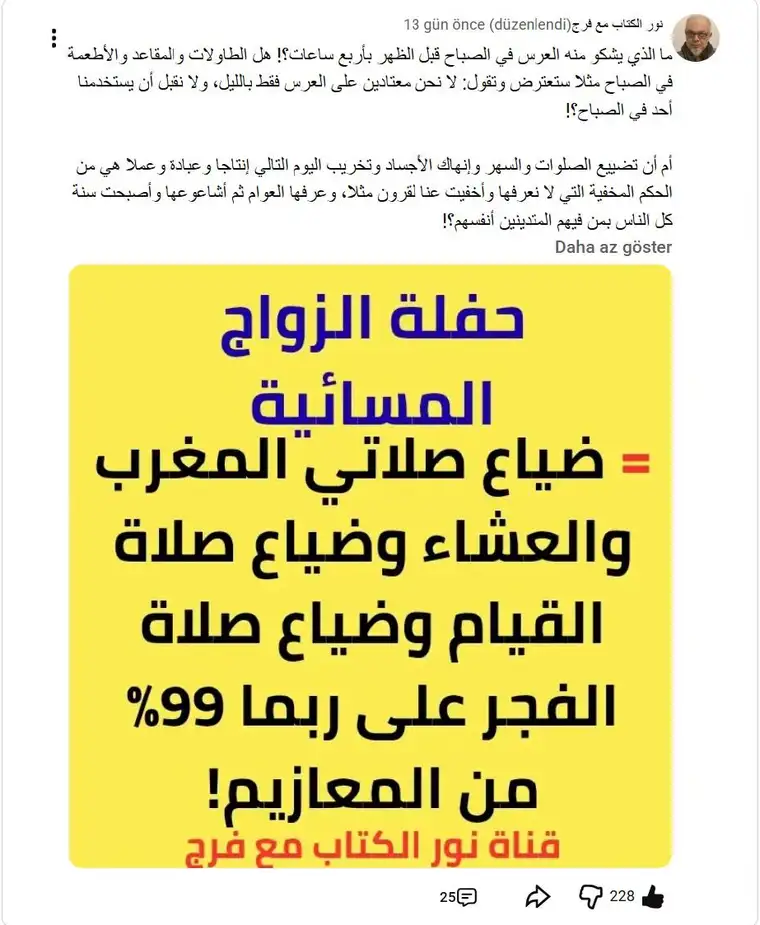 نور الكتاب مع فرج 13 gün önce (düzenlendi)
ما الذي يشكو منه العرس في الصباح قبل الظهر بأربع ساعات؟! هل الطاولات والمقاعد والأطعمة
في الصباح مثلا ستعترض وتقول: لا نحن معتادين على العرس فقط بالليل، ولا نقبل أن يستخدمنا
أحد في الصباح؟!
أم أن تضييع الصلوات والسهر وإنهاك الأجساد وتخريب اليوم التالي إنتاجا وعبادة وعملا هي من
الحكم المخفية التي لا نعرفها وأخفيت عنا لقرون مثلا، وعرفها العوام ثم أشاعوعها وأصبحت سنة
كل الناس بمن فيهم المتدينين أنفسهم؟!
Daha az göster
حفلة الزواج
المسائية
= ضياع صلاتي المغرب
والعشاء وضياع صلاة
القيام وضياع صلاة
الفجر على ربما 99%
من المعازيم!
قناة نور الكتاب مع فرج
228
25